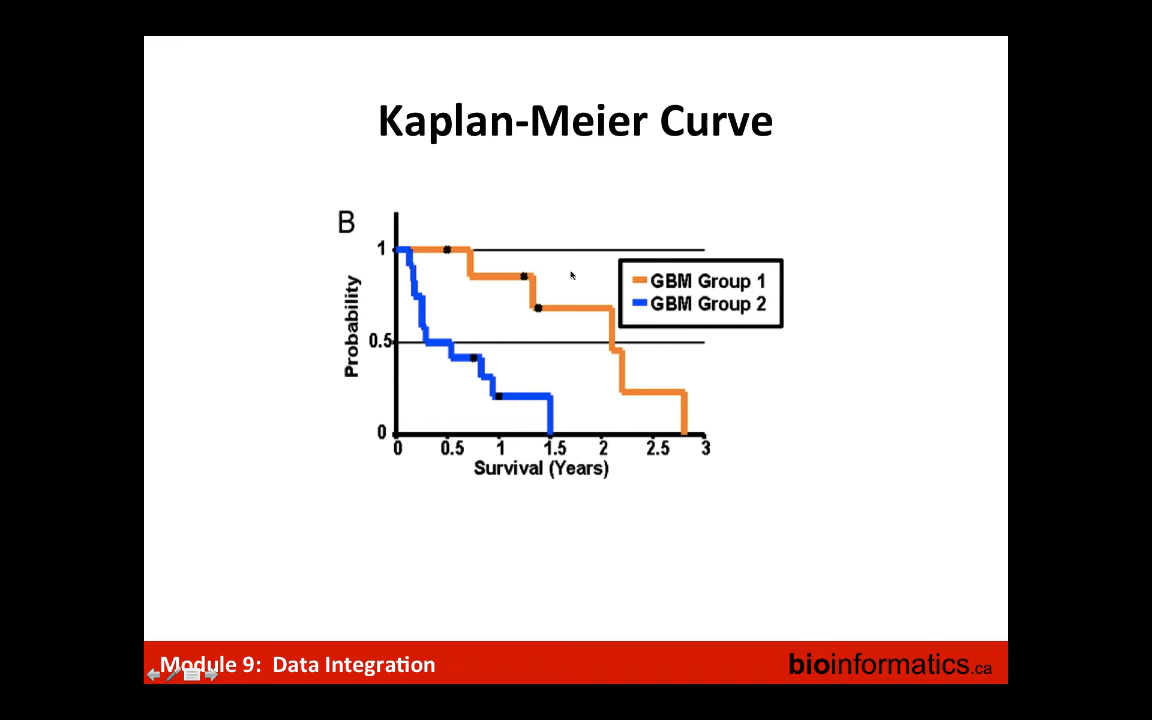 Kaplan-Meier Curve
B
1
0.5
0
Probability
GBM Group 1
GBM Group 2
0 0.5 1 1.5 2 2.5 3
Survival (Years)
Module 9: Data Integration
bioinformatics.ca